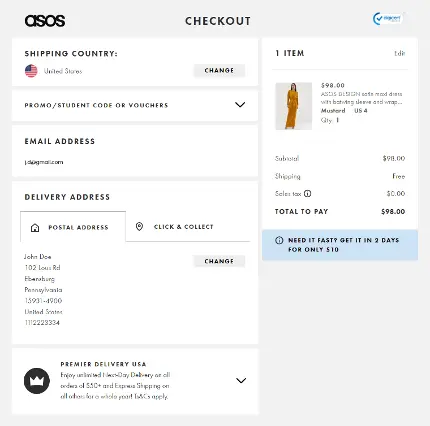 asos
CHECKOUT
SHIPPING COUNTRY:
United States
CHANGE
PROMO/STUDENT CODE OR VOUCHERS
EMAIL ADDRESS
j.d@gmail.com
DELIVERY ADDRESS
POSTAL ADDRESS
CLICK & COLLECT
John Doe
CHANGE
102 Lous Rd
Ebensburg
Pennsylvania
15931-4900
United States
1112223334
PREMIER DELIVERY USA
Enjoy unlimited Next-Day Delivery on all
orders of $50+ and Express Shipping on
all others for a whole year! Ts&Cs apply.
1 ITEM
Edit
$98.00
ASOS DESIGN satin maxi dress
with batwing sleeve and wrap...
Mustard US 4
Qty: 1
Subtotal $98.00
Shipping Free
Sales tax $0.00
TOTAL TO PAY $98.00
NEED IT FAST? GET IT IN 2 DAYS
FOR ONLY $10